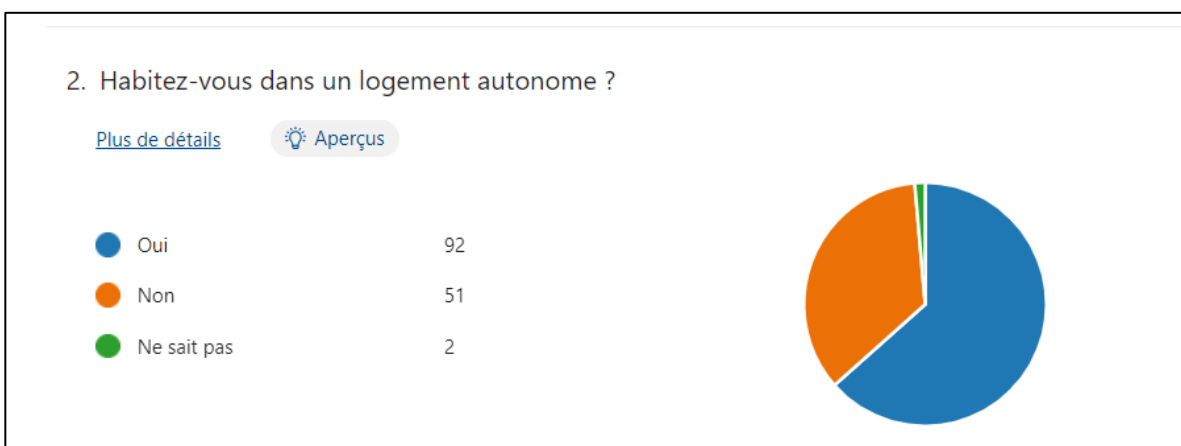 2. Habitez-vous dans un logement autonome ?
Plus de détails Aperçus
Oui 92
Non 51
Ne sait pas 2